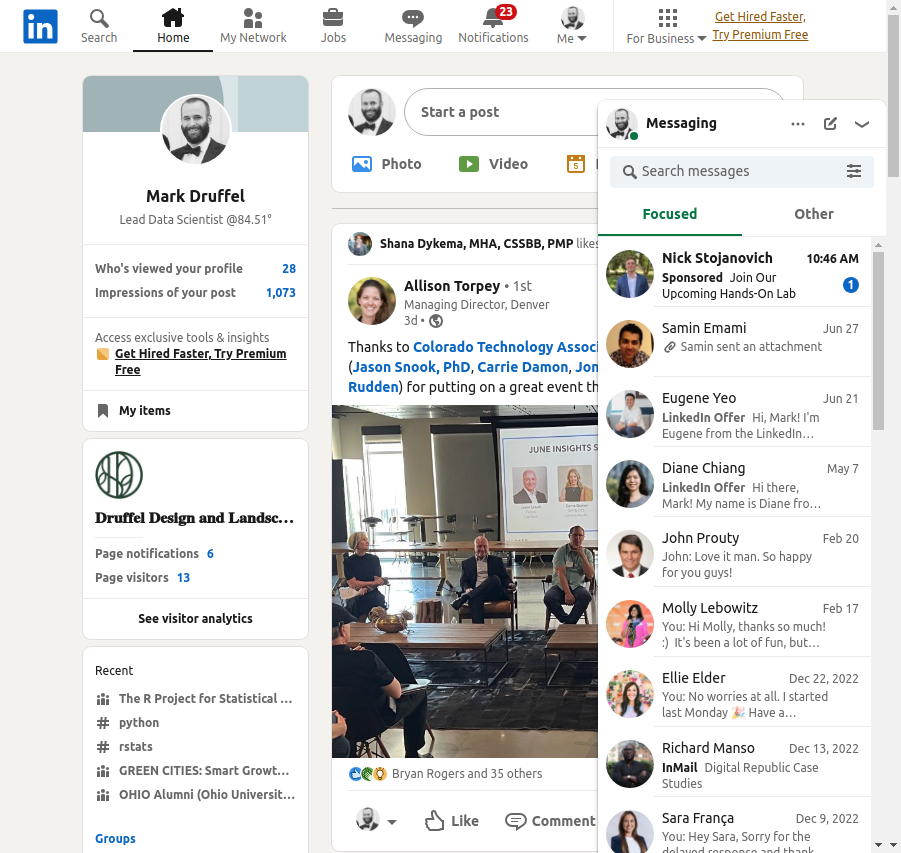 in
Search
Home
My Network
Jobs
Messaging
23
Notifications
Me
For Business
Get Hired Faster,
Try Premium Free
Mark Druffel
Lead Data Scientist @84.51°
Who's viewed your profile 28
Impressions of your post 1,073
Access exclusive tools & insights
Get Hired Faster, Try Premium
Free
My items
Druffel Design and Landsc...
Page notifications 6
Page visitors 13
See visitor analytics
Recent
The R Project for Statistical ...
# python
# rstats
GREEN CITIES: Smart Growt...
OHIO Alumni (Ohio Universit...
Groups
Start a post
Photo
Video
5
Shana Dykema, MHA, CSSBB, PMP likes
Allison Torpey • 1st
Managing Director, Denver
3d •
Thanks to Colorado Technology Associ
(Jason Snook, PhD, Carrie Damon, Jon
Rudden) for putting on a great event th
JUNE INSIGHTS S
Bryan Rogers and 35 others
Like
Comment
Messaging
Search messages
Focused
Other
Nick Stojanovich 10:46 AM
Sponsored Join Our
Upcoming Hands-On Lab 1
Samin Emami Jun 27
Samin sent an attachment
Eugene Yeo Jun 21
LinkedIn Offer Hi, Mark! I'm
Eugene from the LinkedIn...
Diane Chiang May 7
LinkedIn Offer Hi there,
Mark! My name is Diane fro...
John Prouty Feb 20
John: Love it man. So happy
for you guys!
Molly Lebowitz Feb 17
You: Hi Molly, thanks so much!
:) It's been a lot of fun, but...
Ellie Elder Dec 22, 2022
You: No worries at all. I started
last Monday 🎉 Have a...
Richard Manso Dec 13, 2022
InMail Digital Republic Case
Studies
Sara França Dec 9, 2022
You: Hey Sara, Sorry for the
delayed response and thank